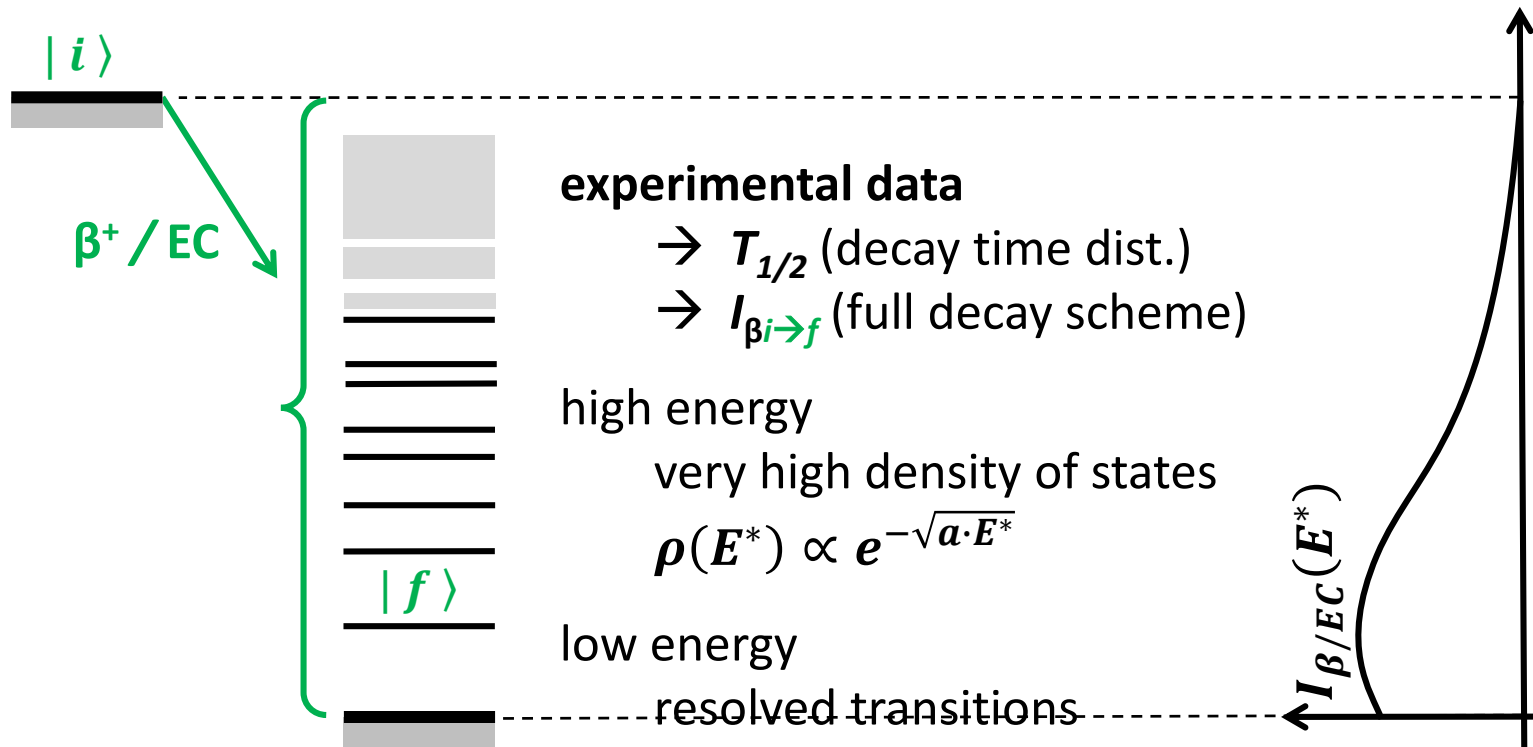 | i ⟩
β⁺ / EC
experimental data
→ T1/2 (decay time dist.)
→ Iβi→f (full decay scheme)
high energy
very high density of states
ρ(E*) ∝ e^−√a·E*
| f ⟩
low energy
resolved transitions
Iβ/EC(E*)